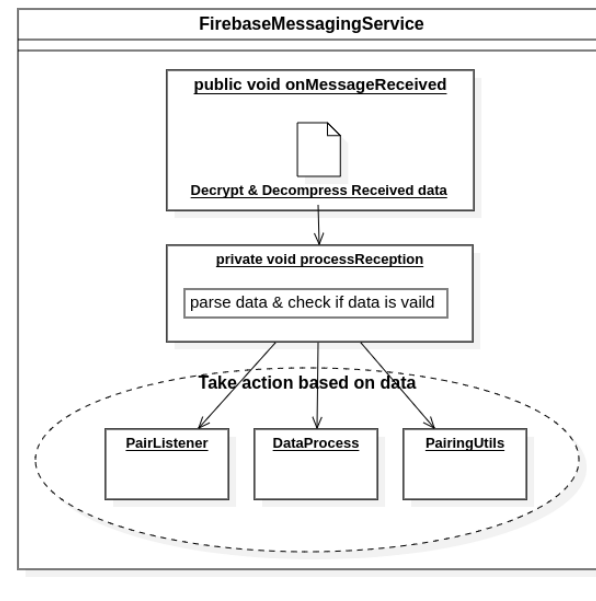 FirebaseMessagingService
public void onMessageReceived
Decrypt & Decompress Received data
private void processReception
parse data & check if data is vaild
Take action based on data
PairListener
DataProcess
PairingUtils